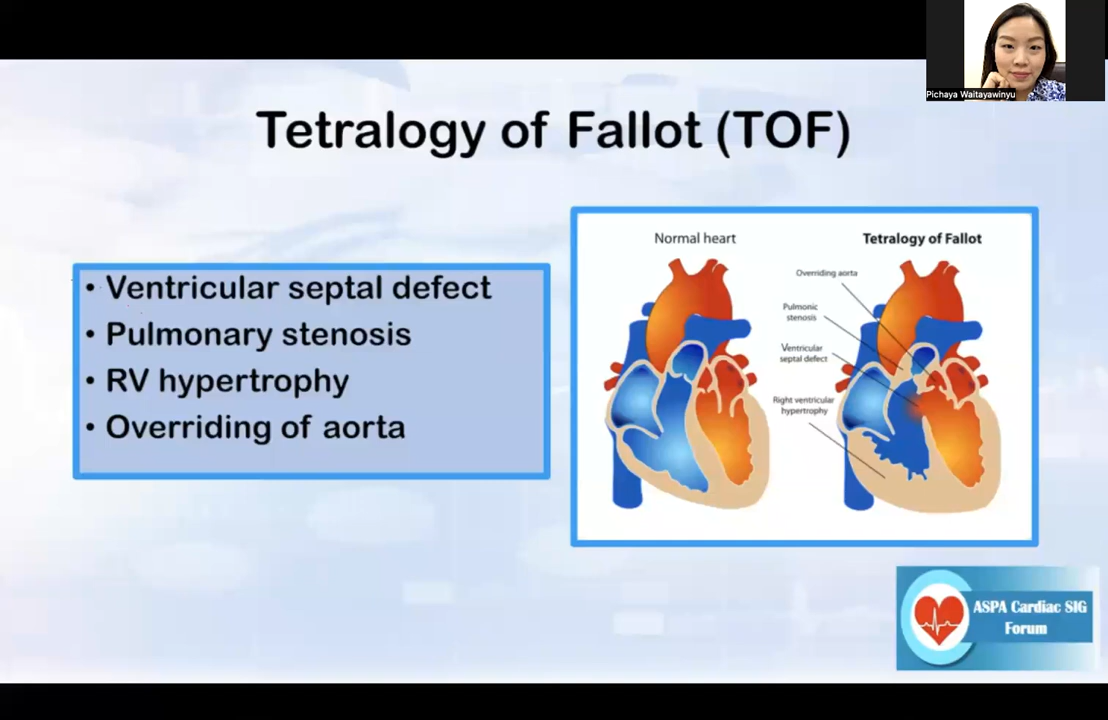 Pichaya Waitayawinyu
Tetralogy of Fallot (TOF)
• Ventricular septal defect
• Pulmonary stenosis
• RV hypertrophy
• Overriding of aorta
Normal heart
Tetralogy of Fallot
Overriding aorta
Pulmonic
stenosis
Ventricular
septal defect
Right ventricular
hypertrophy
ASPA Cardiac SIG
Forum